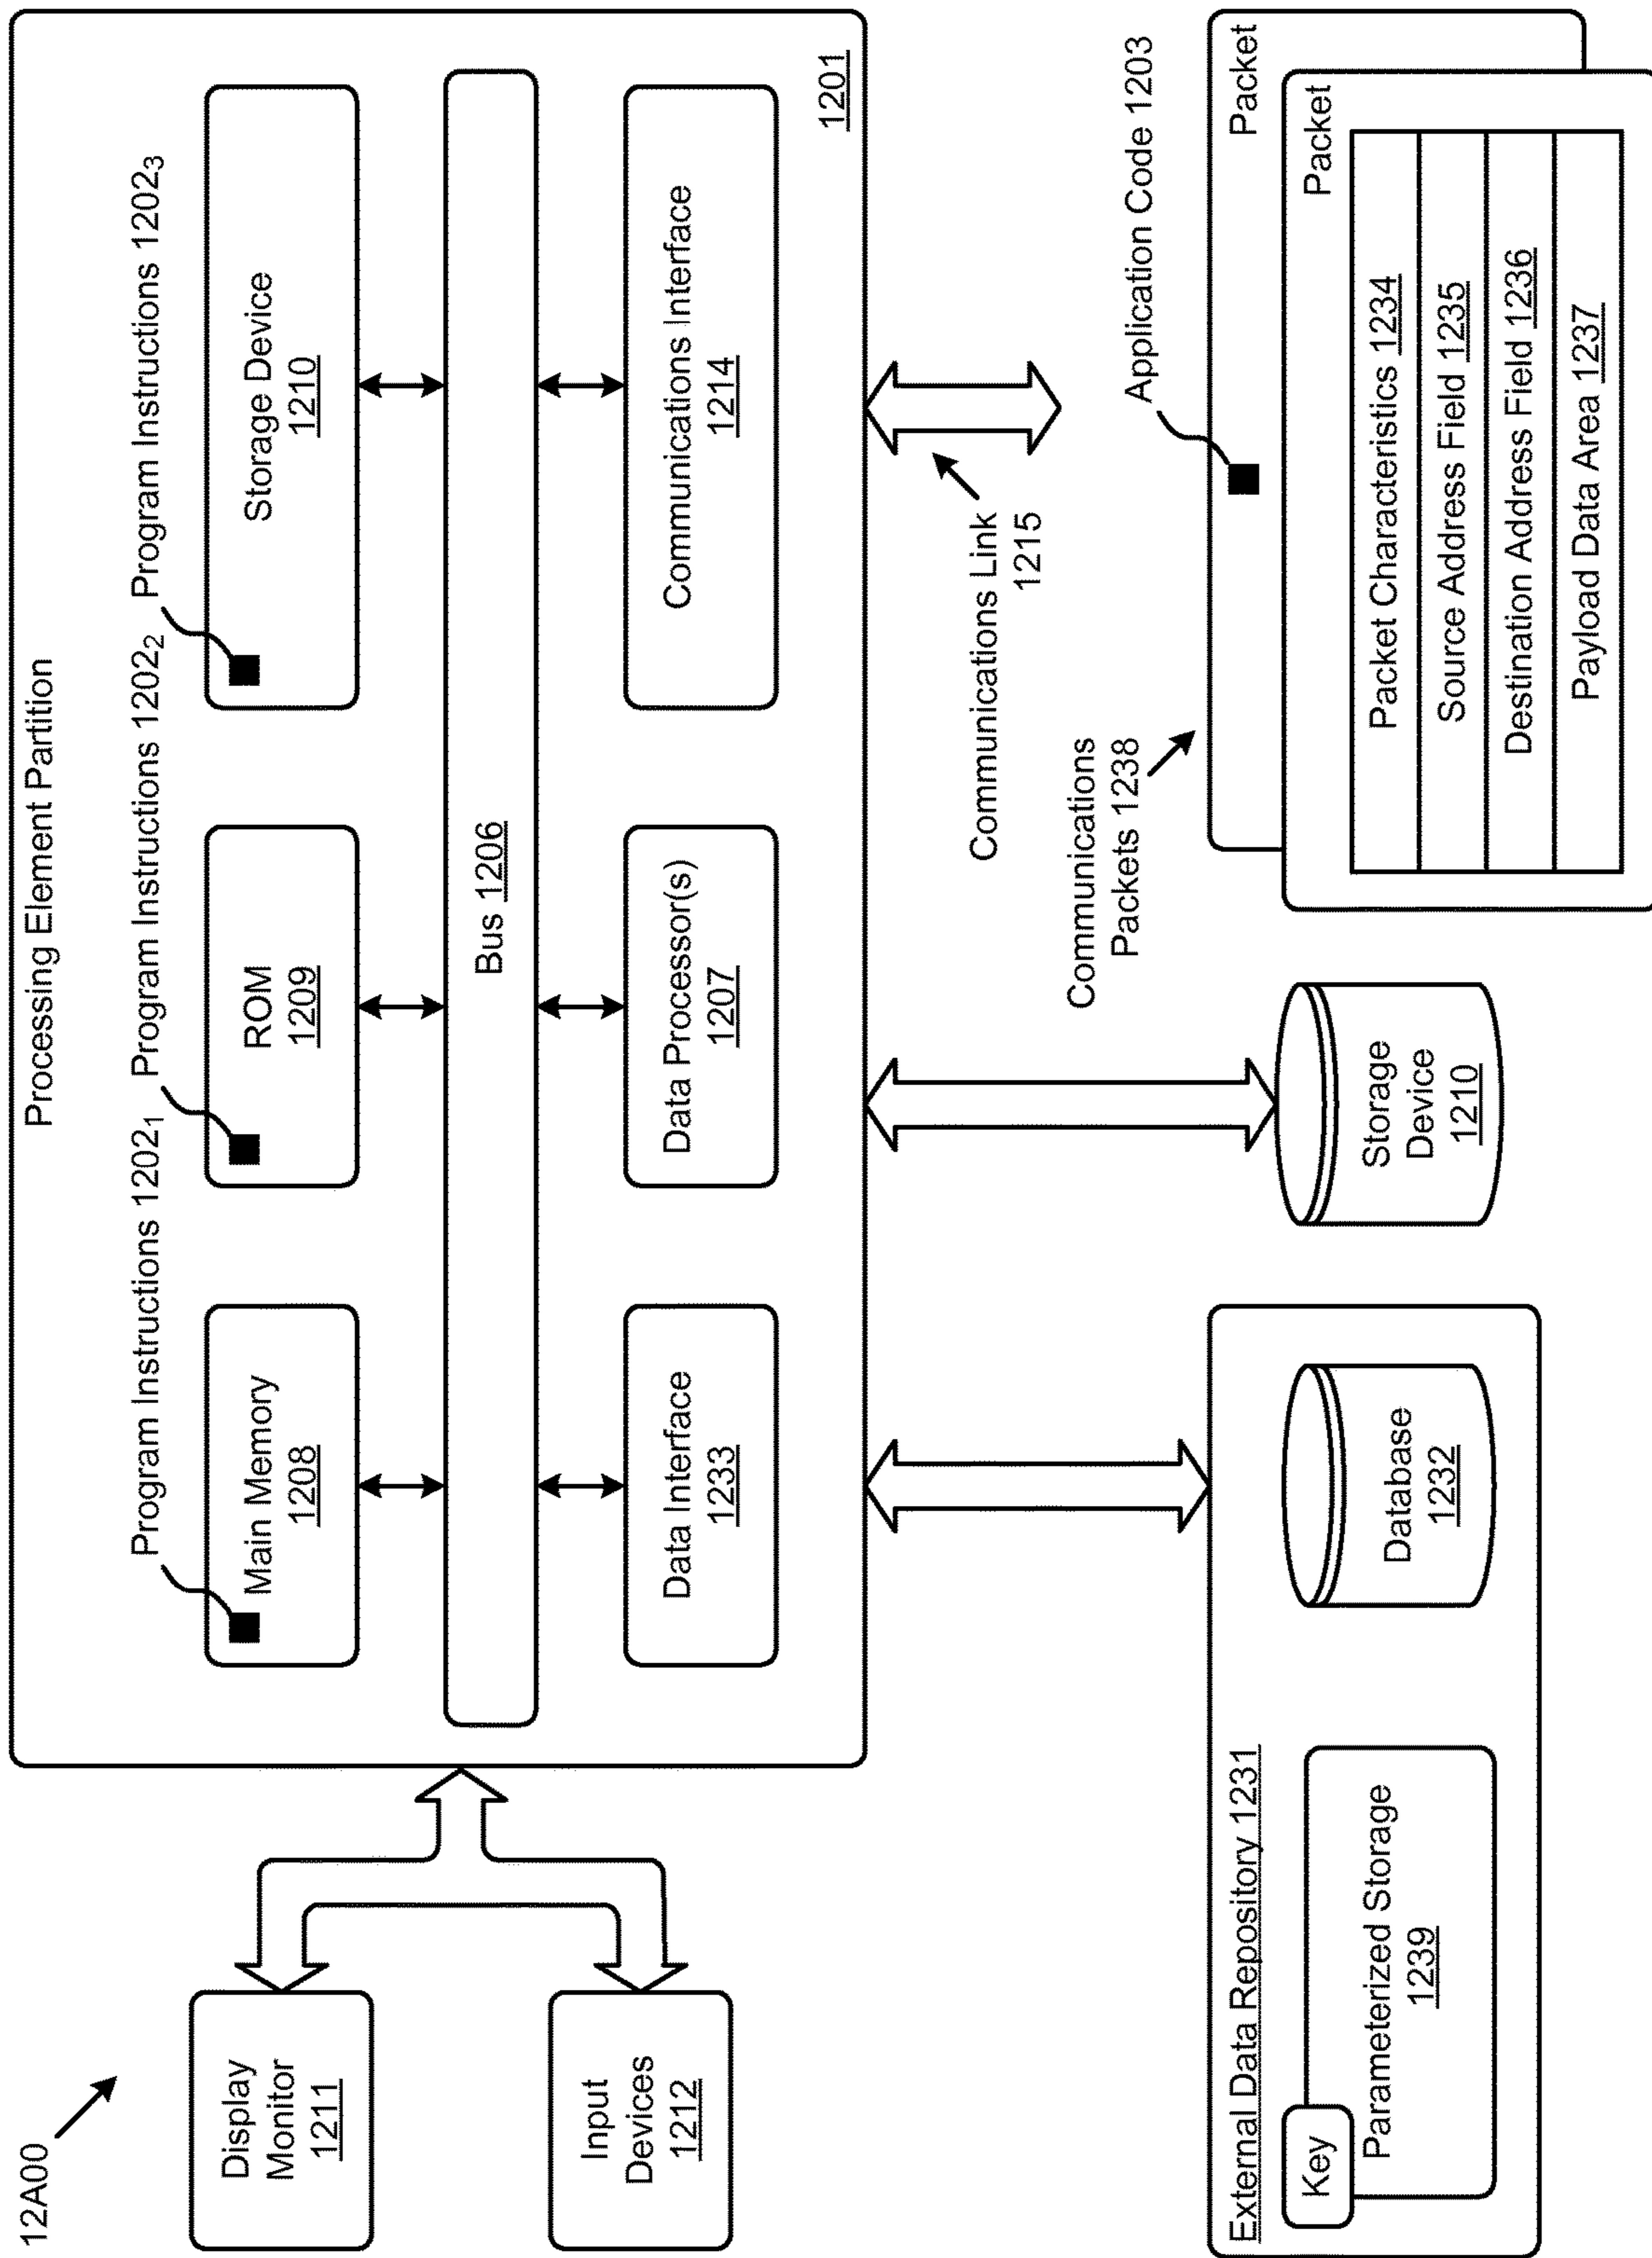 12A00
Processing Element Partition
Program Instructions 1202₁
Program Instructions 1202₂
Program Instructions 1202₃
Display
Monitor
1211
Main Memory
1208
ROM
1209
Storage Device
1210
Bus 1206
Input
Devices
1212
Data Interface
1233
Data Processor(s)
1207
Communications Interface
1214
1201
Communications Link
1215
Communications
Packets 1238
Application Code 1203
External Data Repository 1231
Key
Parameterized Storage
1239
Database
1232
Storage
Device
1210
Packet
Packet
Packet Characteristics 1234
Source Address Field 1235
Destination Address Field 1236
Payload Data Area 1237